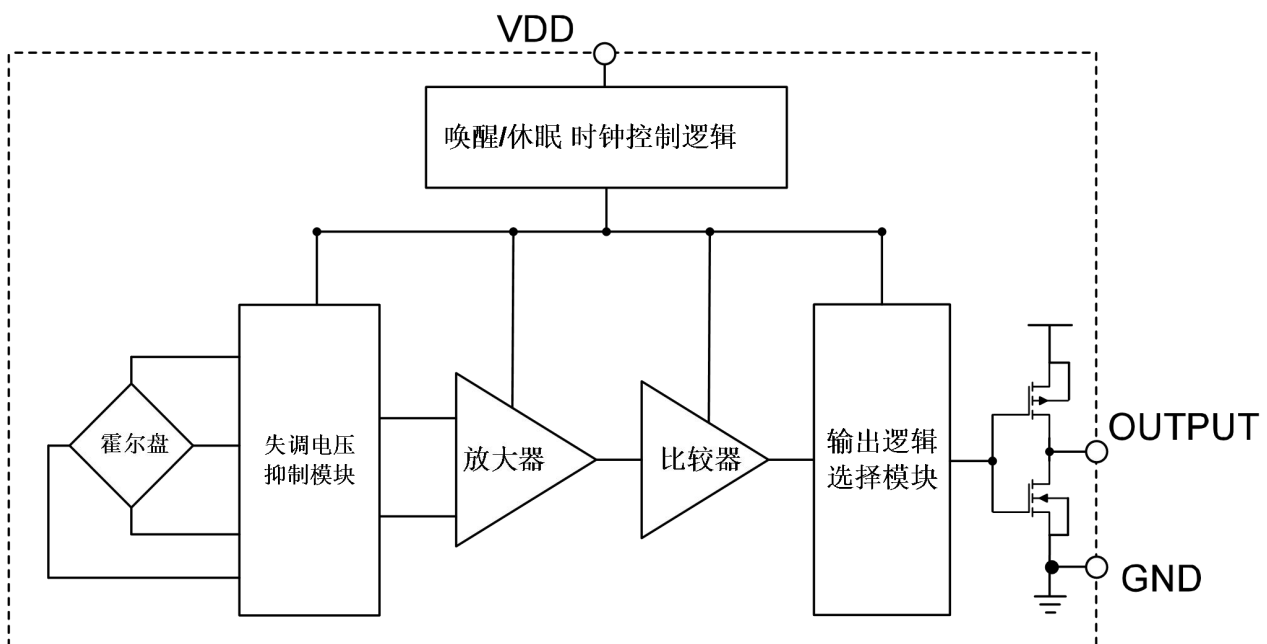 VDD
唤醒/休眠 时钟控制逻辑
霍尔盘
失调电压
抑制模块
放大器
比较器
输出逻辑
选择模块
OUTPUT
GND